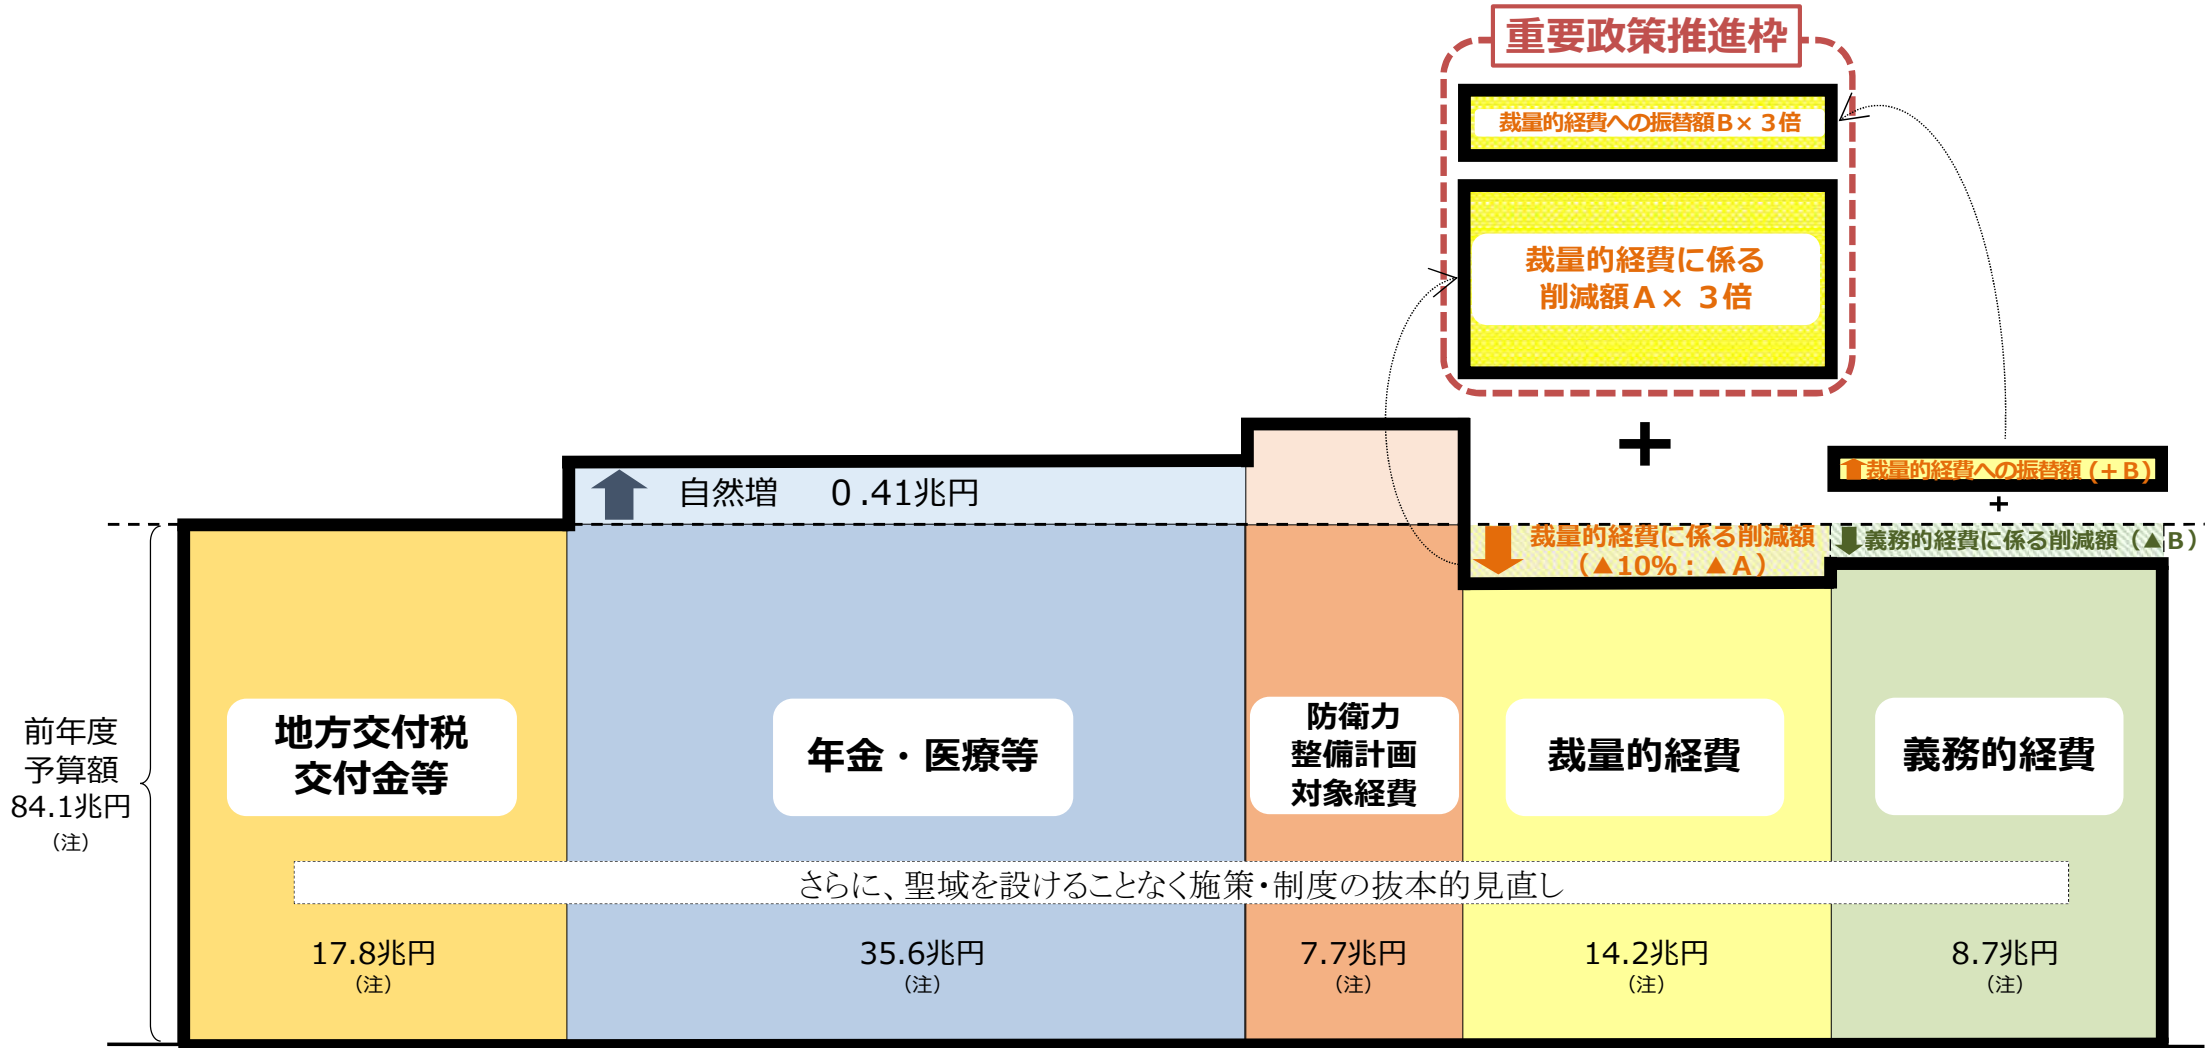 重要政策推進枠
裁量的経費への振替額B×３倍
裁量的経費に係る
削減額A×３倍
＋
自然増　０.41兆円
裁量的経費への振替額(+B)
+
裁量的経費に係る削減額
（▲10%：▲A）
義務的経費に係る削減額（▲B）
前年度
予算額
84.1兆円
（注）
地方交付税
交付金等
年金・医療等
防衛力
整備計画
対象経費
裁量的経費
義務的経費
さらに、聖域を設けることなく施策・制度の抜本的見直し
17.8兆円
（注）
35.6兆円
（注）
7.7兆円
（注）
14.2兆円
（注）
8.7兆円
（注）